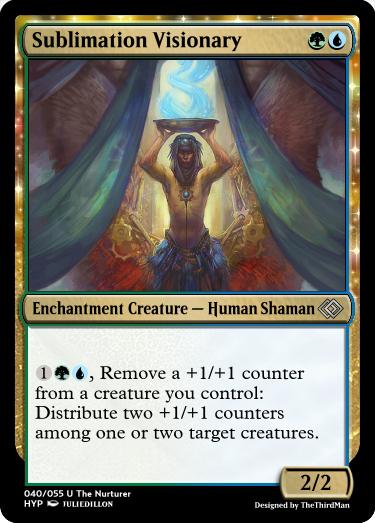 Sublimation Visionary
Enchantment Creature — Human Shaman
1, Remove a +1/+1 counter
from a creature you control:
Distribute two +1/+1 counters
among one or two target creatures.
2/2
040/055 U The Nurturer
HYP JULIEDILLON
Designed by TheThirdMan